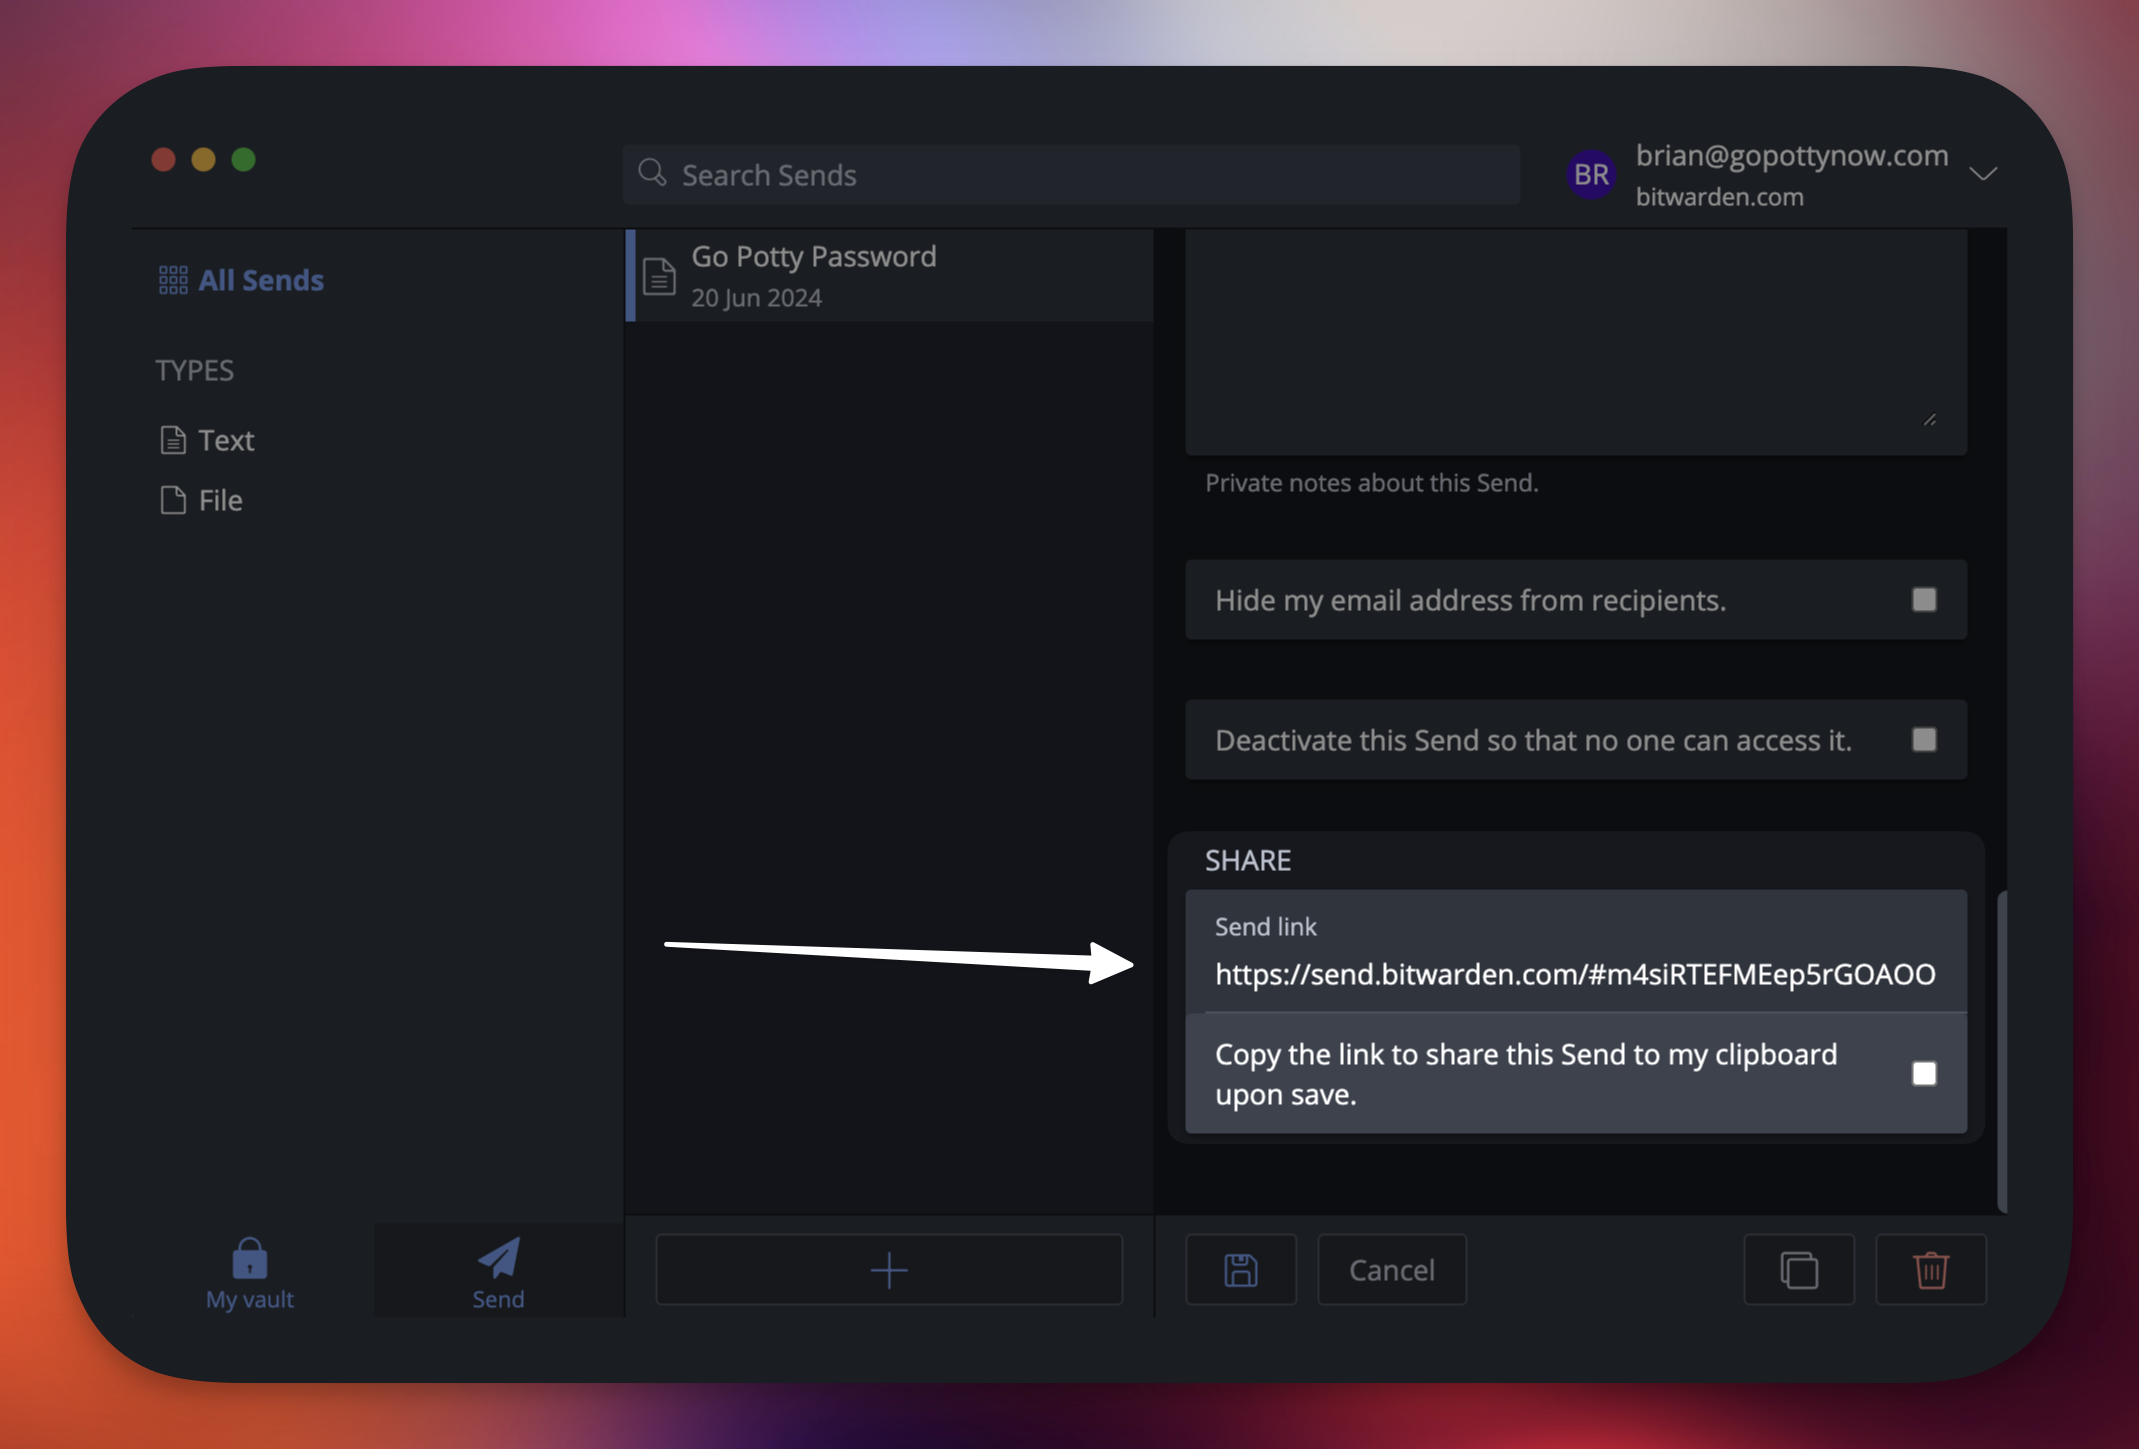 Search Sends
BR
brian@gopottynow.com
bitwarden.com
All Sends
TYPES
Text
File
Go Potty Password
20 Jun 2024
Private notes about this Send.
Hide my email address from recipients.
Deactivate this Send so that no one can access it.
SHARE
Send link
https://send.bitwarden.com/#m4siRTEFMEep5rGOAOO
Copy the link to share this Send to my clipboard
upon save.
My vault
Send
Cancel